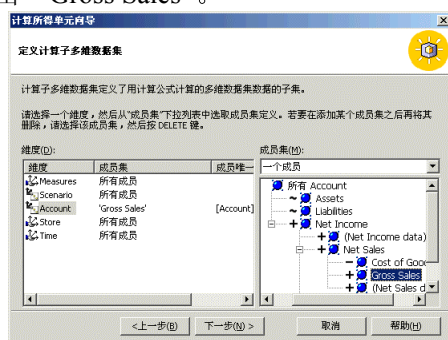 "Gross Sales"。
计算所得单元向导
定义计算子多维数据集
计算子多维数据集定义了用计算公式计算的多维数据集数据的子集。
请选择一个维度，然后从"成员集"下拉列表中选取成员集定义。若要在添加某个成员集之后再将其
删除，请选择该成员集，然后按 DELETE 键。
维度(D):
成员集(M):
维度 成员集 成员唯一
一个成员
Measures 所有成员
Scenario 所有成员
Account 'Gross Sales' [Account]
Store 所有成员
Time 所有成员
所有 Account
~ Assets
~ Liabilities
+ Net Income
+ (Net Income data)
+ Net Sales
- Cost of Goo
+ Gross Sales
+ (Net Sales d
<上一步(B)
下一步(N) >
取消
帮助(H)